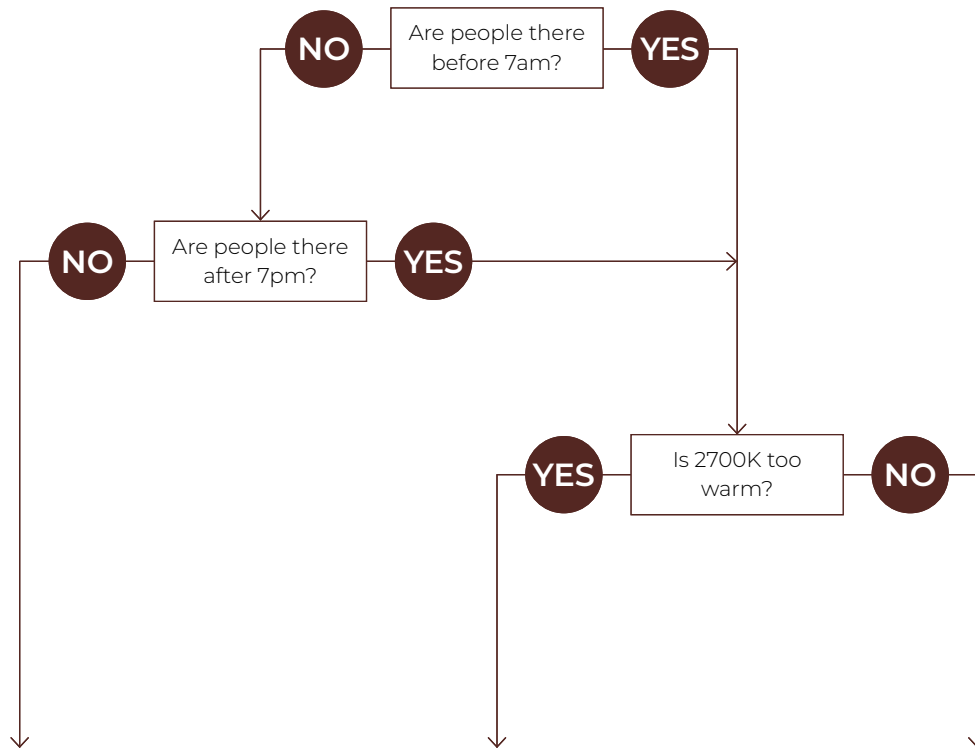 NO
Are people there
before 7am?
YES
NO
Are people there
after 7pm?
YES
YES
Is 2700K too
warm?
NO